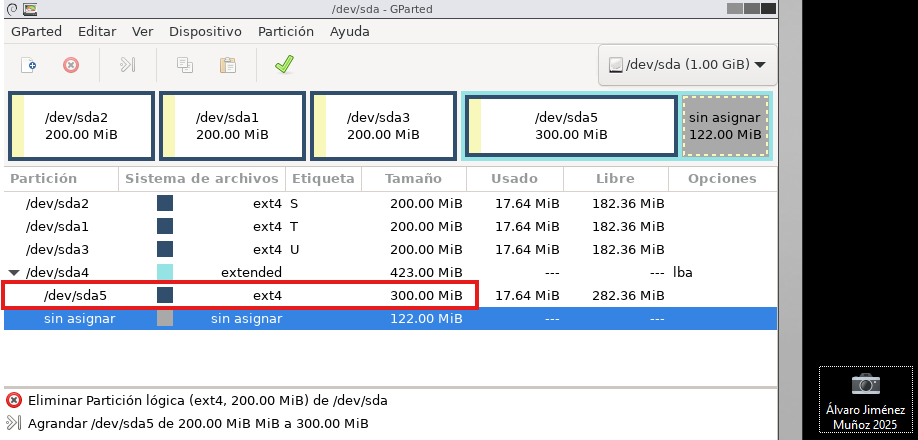 /dev/sda - GParted
GParted Editar Ver Dispositivo Partición Ayuda
/dev/sda (1.00 GiB)
/dev/sda2
200.00 MiB
/dev/sda1
200.00 MiB
/dev/sda3
200.00 MiB
/dev/sda5
300.00 MiB
sin asignar
122.00 MiB
Partición Sistema de archivos Etiqueta Tamaño Usado Libre Opciones
/dev/sda2 ext4 S 200.00 MiB 17.64 MiB 182.36 MiB
/dev/sda1 ext4 T 200.00 MiB 17.64 MiB 182.36 MiB
/dev/sda3 ext4 U 200.00 MiB 17.64 MiB 182.36 MiB
/dev/sda4 extended 423.00 MiB --- --- lba
/dev/sda5 ext4 300.00 MiB 17.64 MiB 282.36 MiB
sin asignar sin asignar 122.00 MiB --- ---
Eliminar Partición lógica (ext4, 200.00 MiB) de /dev/sda
Agrandar /dev/sda5 de 200.00 MiB MiB a 300.00 MiB
Álvaro Jiménez
Muñoz 2025